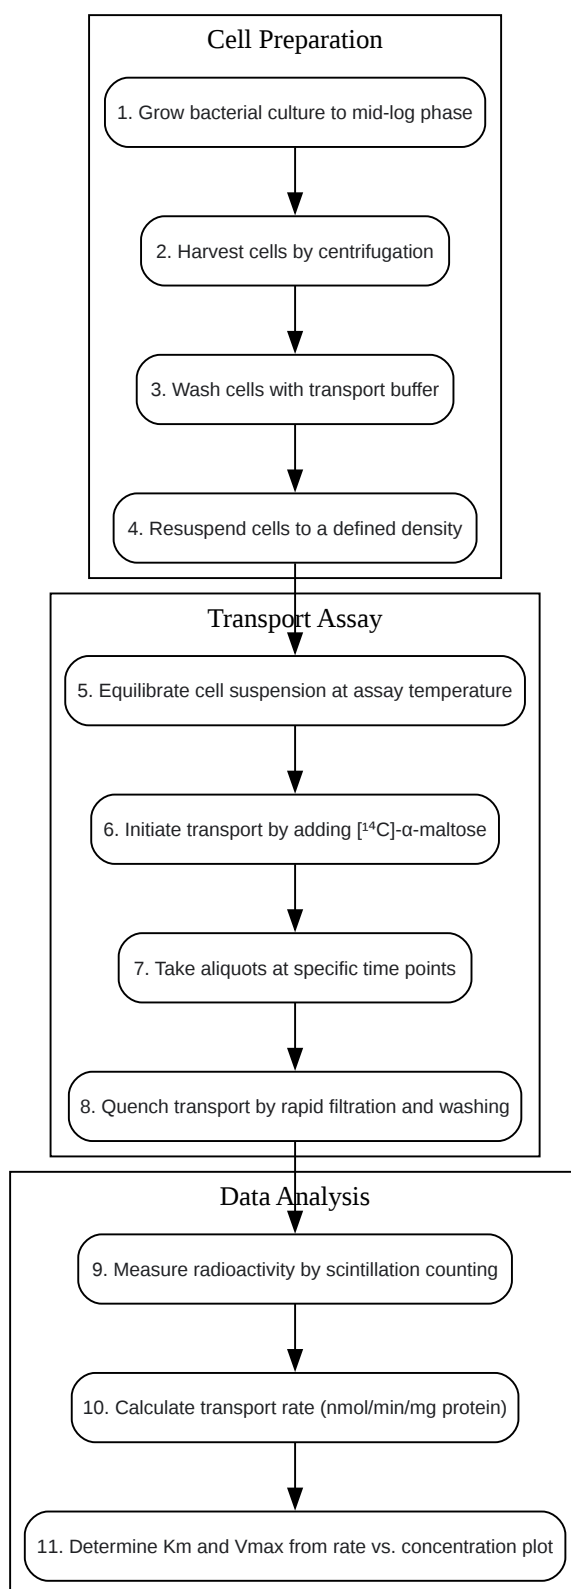 Cell Preparation
1. Grow bacterial culture to mid-log phase
2. Harvest cells by centrifugation
3. Wash cells with transport buffer
4. Resuspend cells to a defined density
Transport Assay
5. Equilibrate cell suspension at assay temperature
6. Initiate transport by adding [¹⁴C]-α-maltose
7. Take aliquots at specific time points
8. Quench transport by rapid filtration and washing
Data Analysis
9. Measure radioactivity by scintillation counting
10. Calculate transport rate (nmol/min/mg protein)
11. Determine Km and Vmax from rate vs. concentration plot